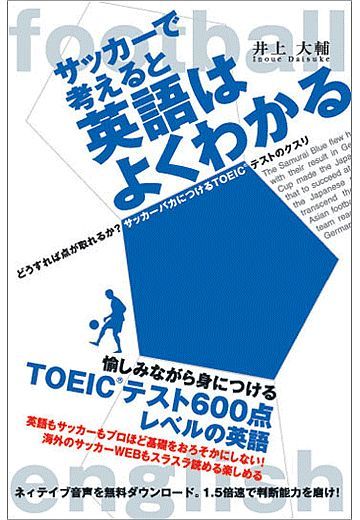 football
井上 大輔
Inoue Daisuke
サッカーで
考えると
英語は
よくわかる
どうすれば点が取れるか? サッカーバカにつけるTOEIC®テストのクスリ
The Samurai Blue flew h
with their result in Ge
Cup made the Japa
that to succeed at
the Japanese
transcend th
Asian footb
team rea
Germ
愉しみながら身につける
TOEIC®テスト600点
レベルの英語
英語もサッカーもプロほど基礎をおろそかにしない!
海外のサッカーWEBもスラスラ読める楽しめる
english
ネィテイブ音声を無料ダウンロード。1.5倍速で判断能力を磨け!